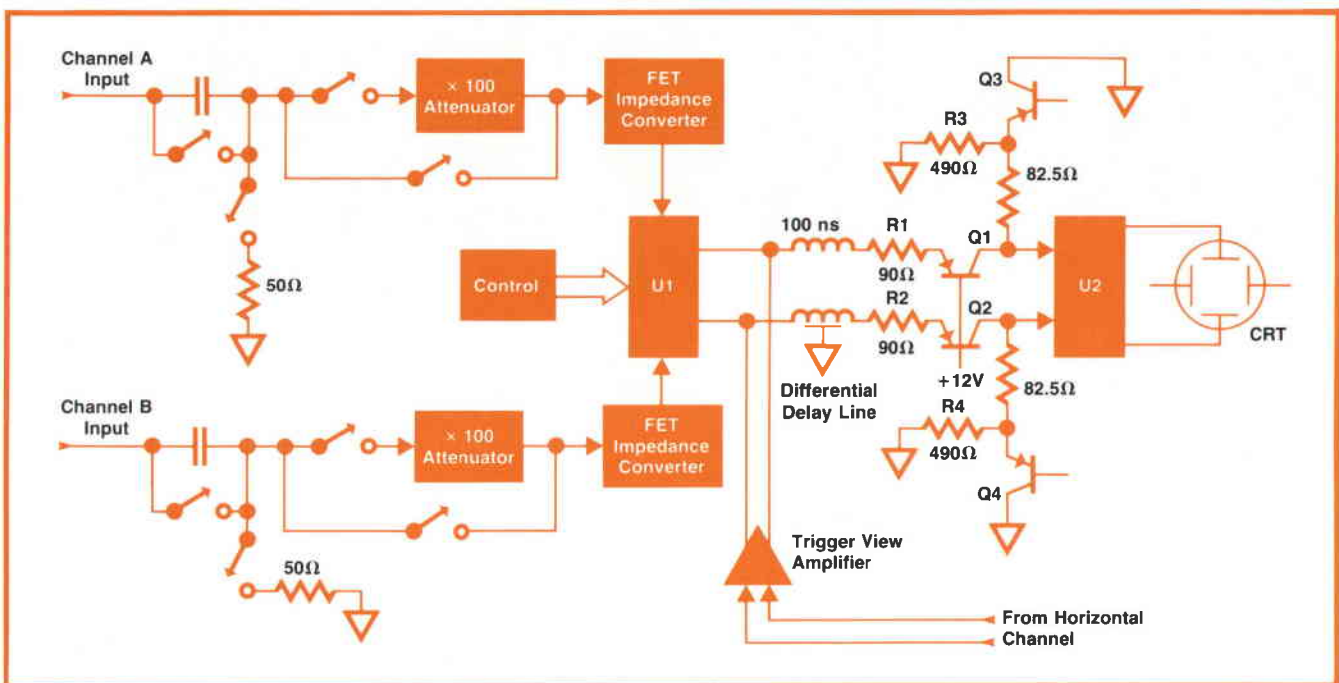 Channel A
Input
× 100
Attenuator
FET
Impedance
Converter
50Ω
Control
U1
100 ns
R1
90Ω
R2
90Ω
Q1
Q2
+12V
Q3
R3
490Ω
82.5Ω
U2
CRT
82.5Ω
R4
490Ω
Q4
Differential
Delay Line
Channel B
Input
× 100
Attenuator
FET
Impedance
Converter
50Ω
Trigger View
Amplifier
From Horizontal
Channel